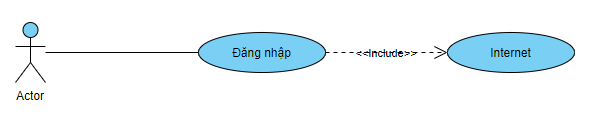 Đăng nhập
<<Include>>
Internet
Actor